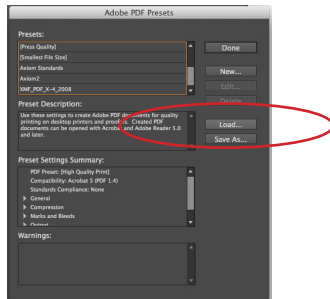 Adobe PDF Presets
Presets:
[Press Quality]
[Smallest File Size]
Axiom Standards
Axiom2
XMF_PDF_X-4_2008
Done
New...
Edit...
Delete
Load...
Save As...
Preset Description:
Use these settings to create Adobe PDF documents for quality
printing on desktop printers and proofers. Created PDF
documents can be opened with Acrobat and Adobe Reader 5.0
and later.
Preset Settings Summary:
PDF Preset: [High Quality Print]
Compatibility: Acrobat 5 (PDF 1.4)
Standards Compliance: None
General
Compression
Marks and Bleeds
Output
Warnings: